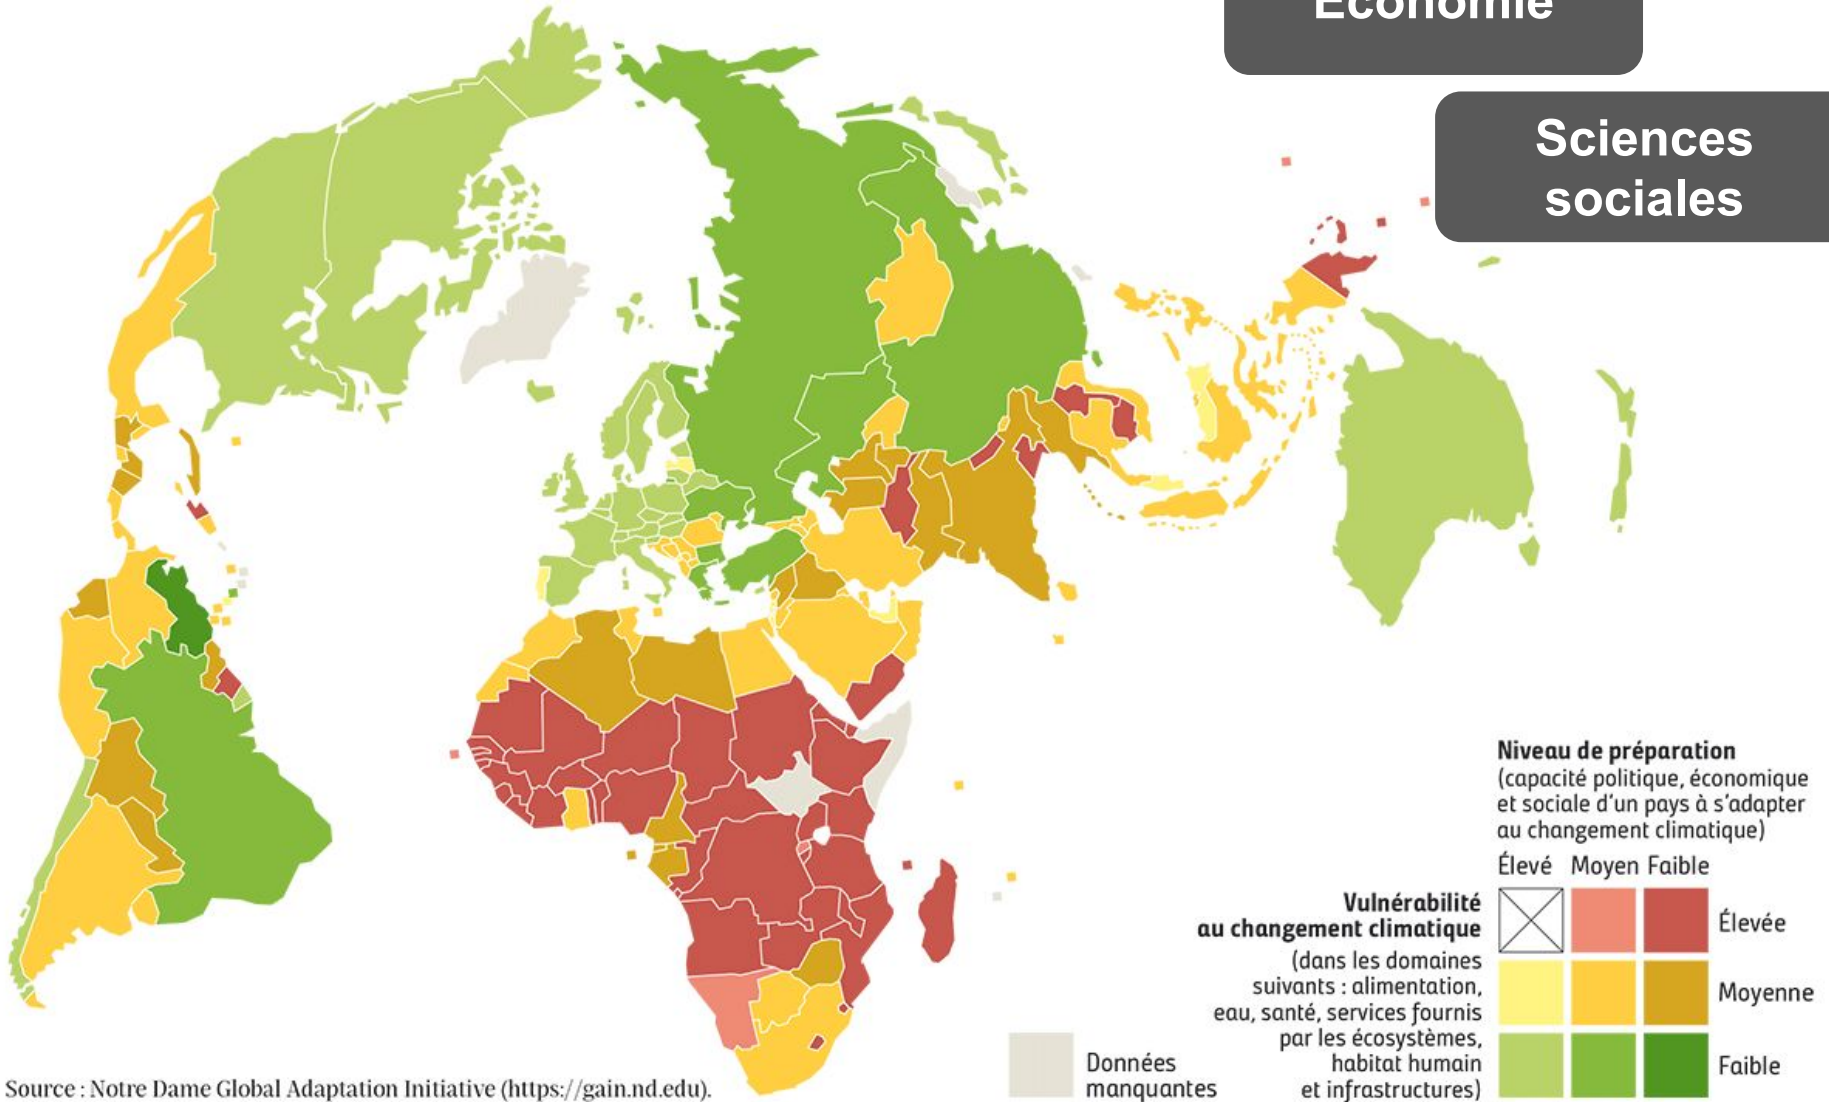 Économie
Sciences
sociales
Niveau de préparation
(capacité politique, économique
et sociale d'un pays à s'adapter
au changement climatique)
Élevé Moyen Faible
Vulnérabilité
au changement climatique
(dans les domaines
suivants : alimentation,
eau, santé, services fournis
par les écosystèmes,
habitat humain
et infrastructures)
Élevée
Moyenne
Faible
Données
manquantes
Source : Notre Dame Global Adaptation Initiative (https://gain.nd.edu).